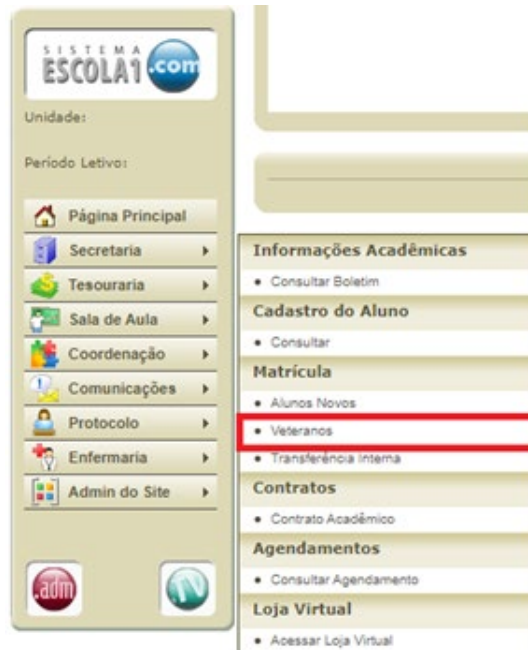 SISTEMA
ESCOLA1.com
Unidade:
Período Letivo:
Página Principal
Secretaria
Tesouraria
Sala de Aula
Coordenação
Comunicações
Protocolo
Enfermaria
Admin do Site
.adm
Informações Acadêmicas
Consultar Boletim
Cadastro do Aluno
Consultar
Matrícula
Alunos Novos
Veteranos
Transferência Interna
Contratos
Contrato Acadêmico
Agendamentos
Consultar Agendamento
Loja Virtual
Acessar Loja Virtual